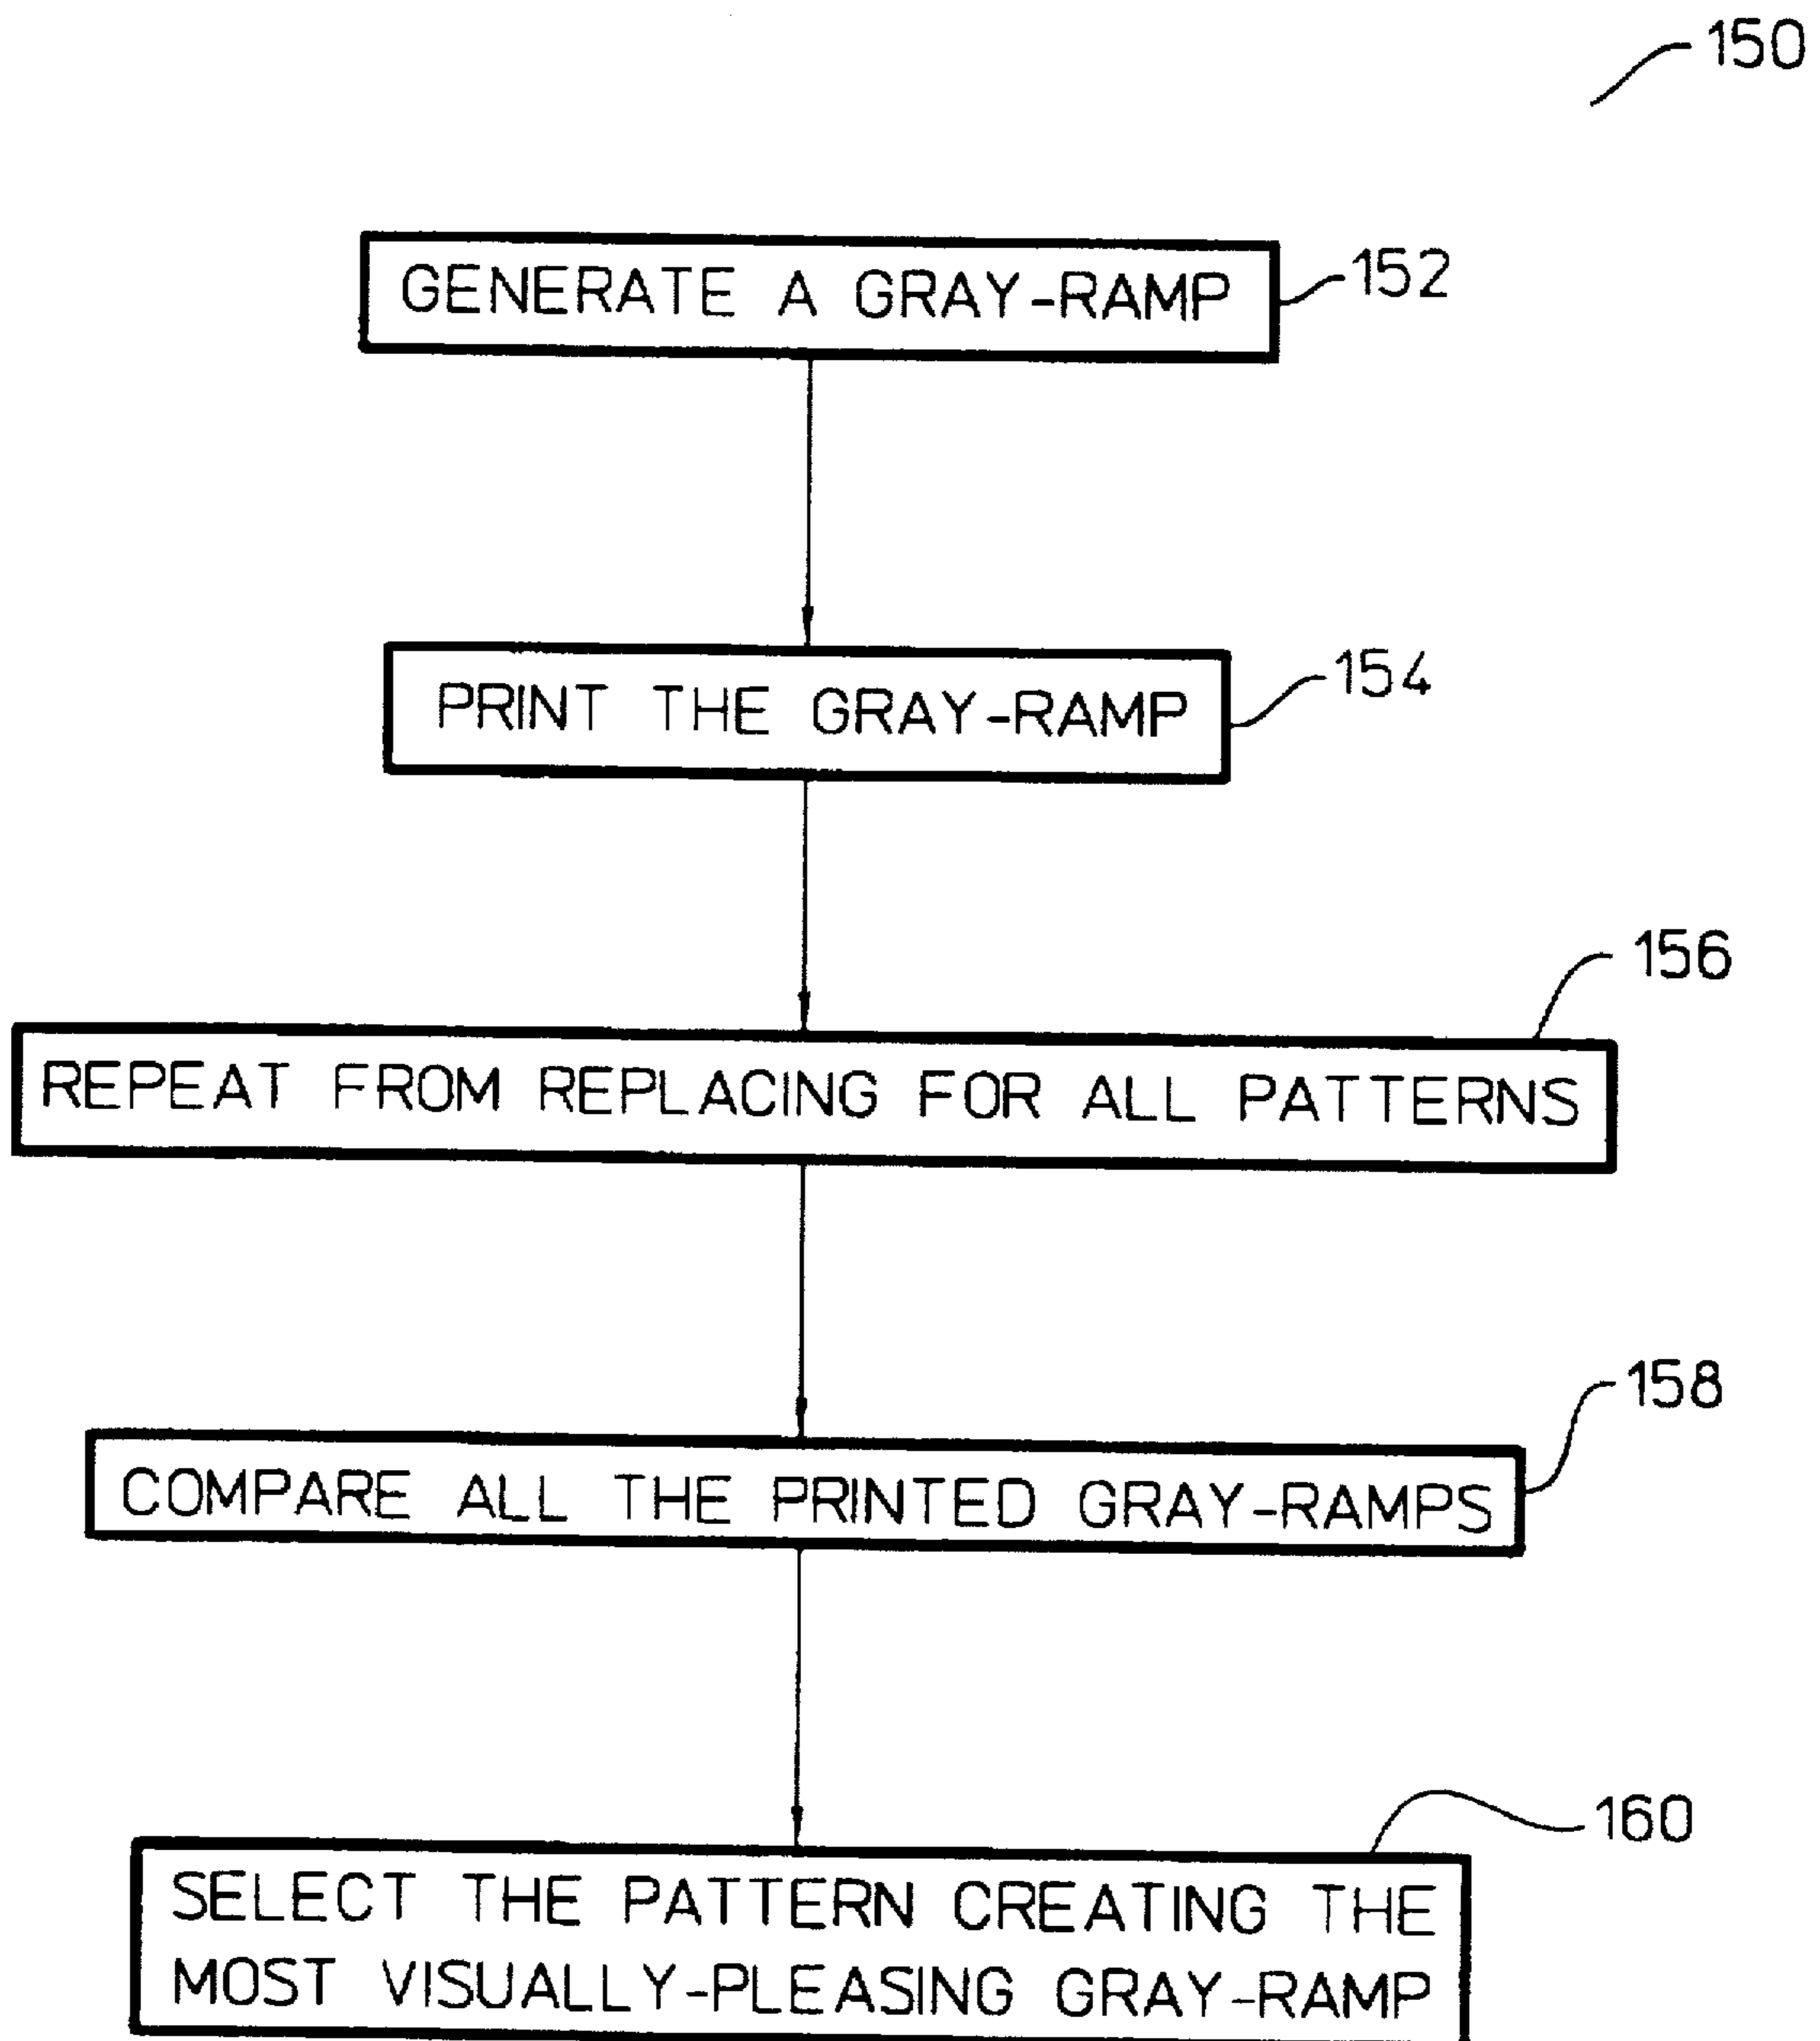 150
GENERATE A GRAY-RAMP
152
PRINT THE GRAY-RAMP
154
156
REPEAT FROM REPLACING FOR ALL PATTERNS
158
COMPARE ALL THE PRINTED GRAY-RAMPS
160
SELECT THE PATTERN CREATING THE
MOST VISUALLY-PLEASING GRAY-RAMP